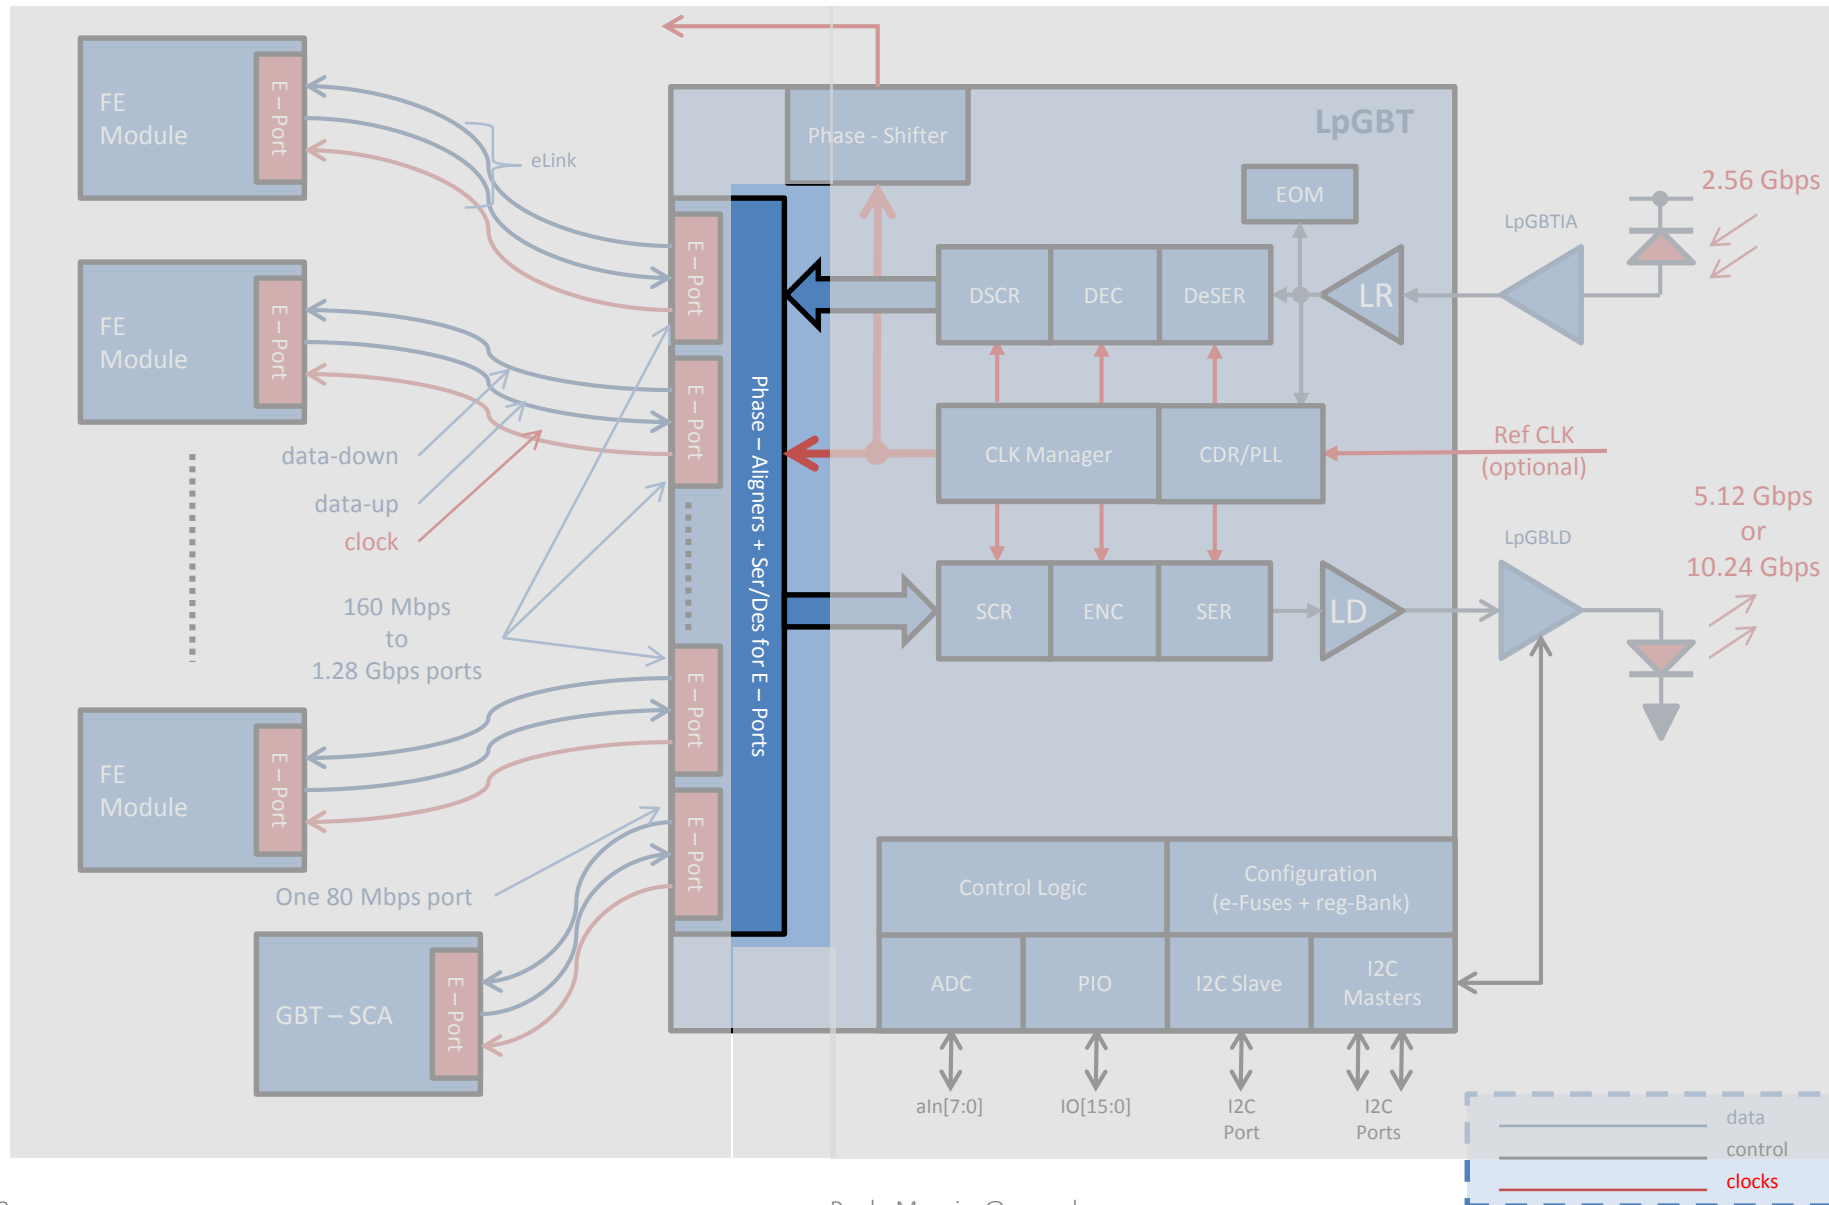 LpGBT
FE
Module
E – Port
eLink
Phase - Shifter
EOM
2.56 Gbps
LpGBTIA
E – Port
DSCR
DEC
DeSER
LR
FE
Module
E – Port
E – Port
Phase – Aligners + Ser/Des for E – Ports
CLK Manager
CDR/PLL
Ref CLK
(optional)
data-down
data-up
clock
5.12 Gbps
or
10.24 Gbps
LpGBLD
160 Mbps
to
1.28 Gbps ports
SCR
ENC
SER
LD
E – Port
FE
Module
E – Port
E – Port
One 80 Mbps port
Control Logic
Configuration
(e-Fuses + reg-Bank)
GBT – SCA
E – Port
ADC
PIO
I2C Slave
I2C
Masters
aIn[7:0]
IO[15:0]
I2C
Port
I2C
Ports
data
control
clocks